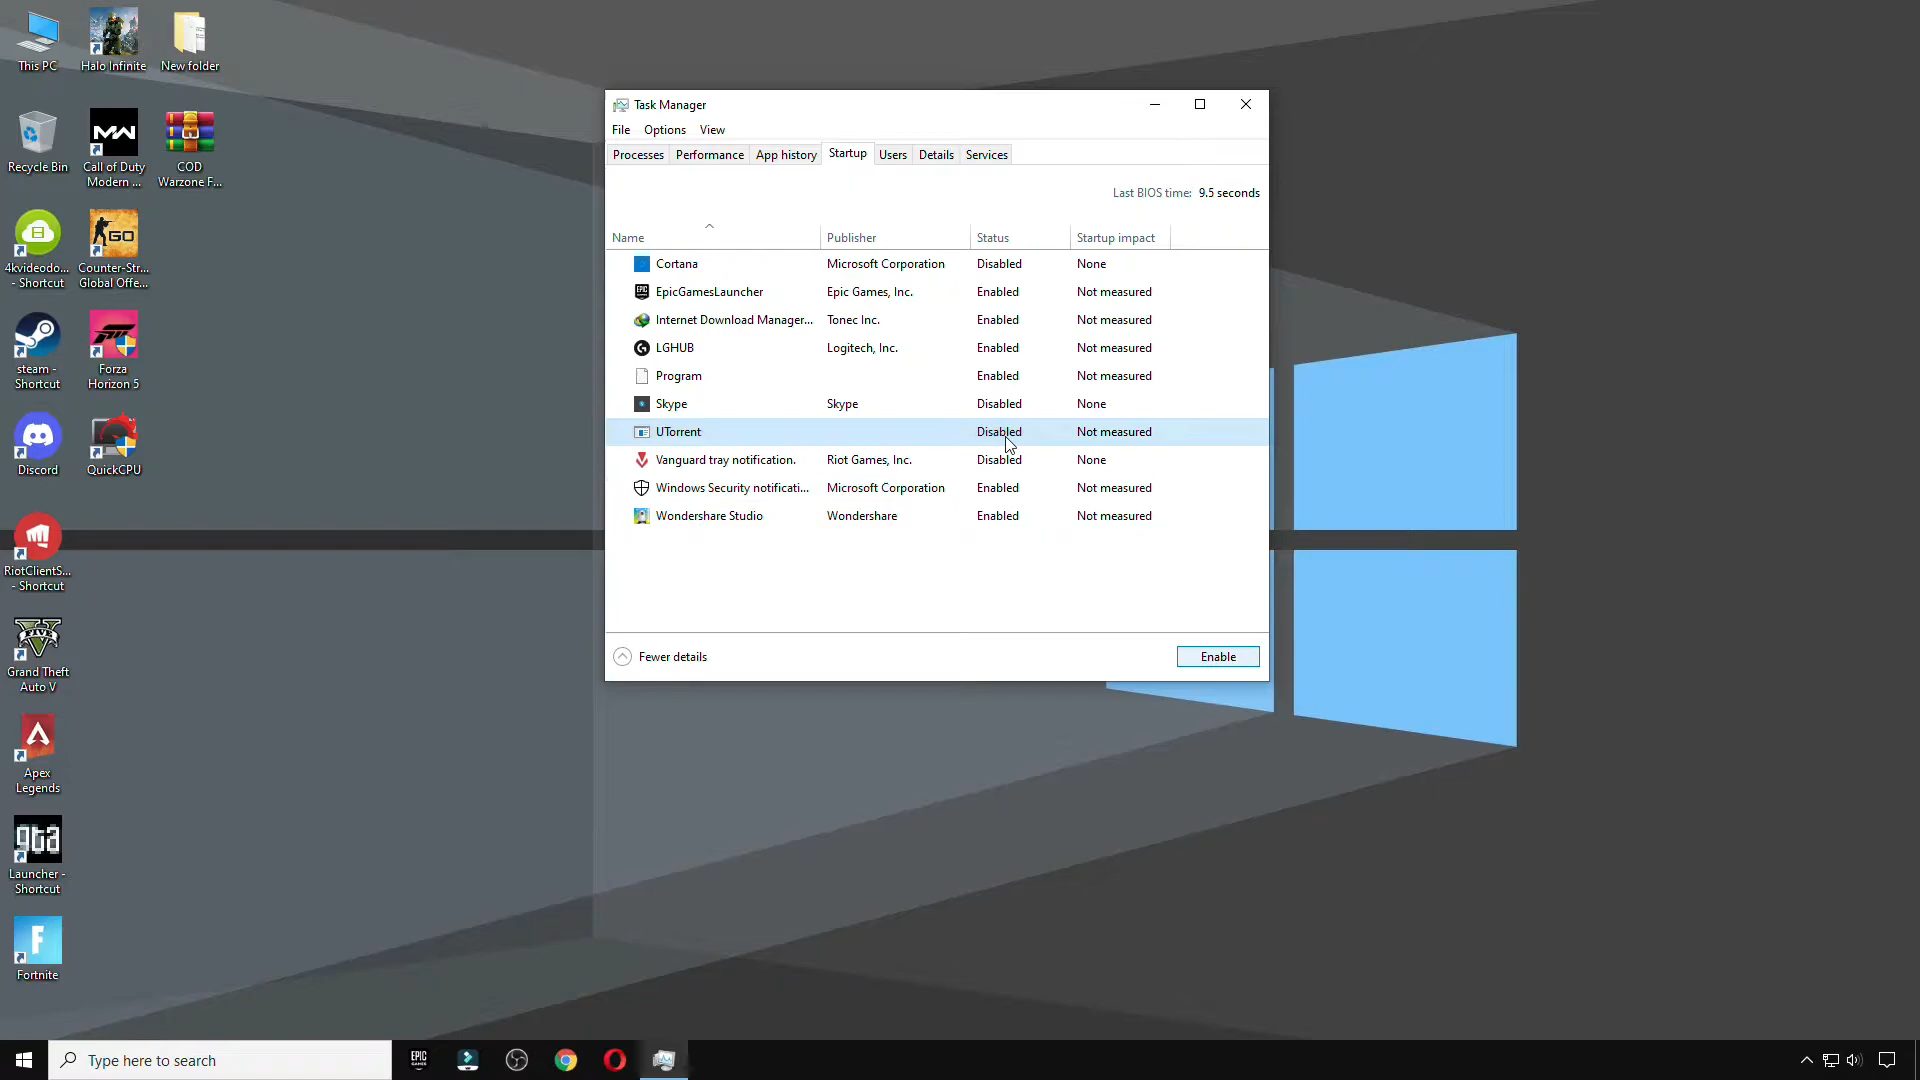 This PC
Halo Infinite
New folder
Recycle Bin
Call of Duty
Modern ...
COD
Warzone F...
4kvideodo...
- Shortcut
Counter-Str...
Global Offe...
steam -
Shortcut
Forza
Horizon 5
Discord
QuickCPU
RiotClientS...
- Shortcut
Grand Theft
Auto V
Apex
Legends
Launcher -
Shortcut
Fortnite
Task Manager
File Options View
Processes Performance App history Startup Users Details Services
Last BIOS time: 9.5 seconds
Name Publisher Status Startup impact
Cortana Microsoft Corporation Disabled None
EpicGamesLauncher Epic Games, Inc. Enabled Not measured
Internet Download Manager... Tonec Inc. Enabled Not measured
LGHUB Logitech, Inc. Enabled Not measured
Program Enabled Not measured
Skype Skype Disabled None
UTorrent Disabled Not measured
Vanguard tray notification. Riot Games, Inc. Disabled None
Windows Security notificati... Microsoft Corporation Enabled Not measured
Wondershare Studio Wondershare Enabled Not measured
Fewer details
Enable
Type here to search